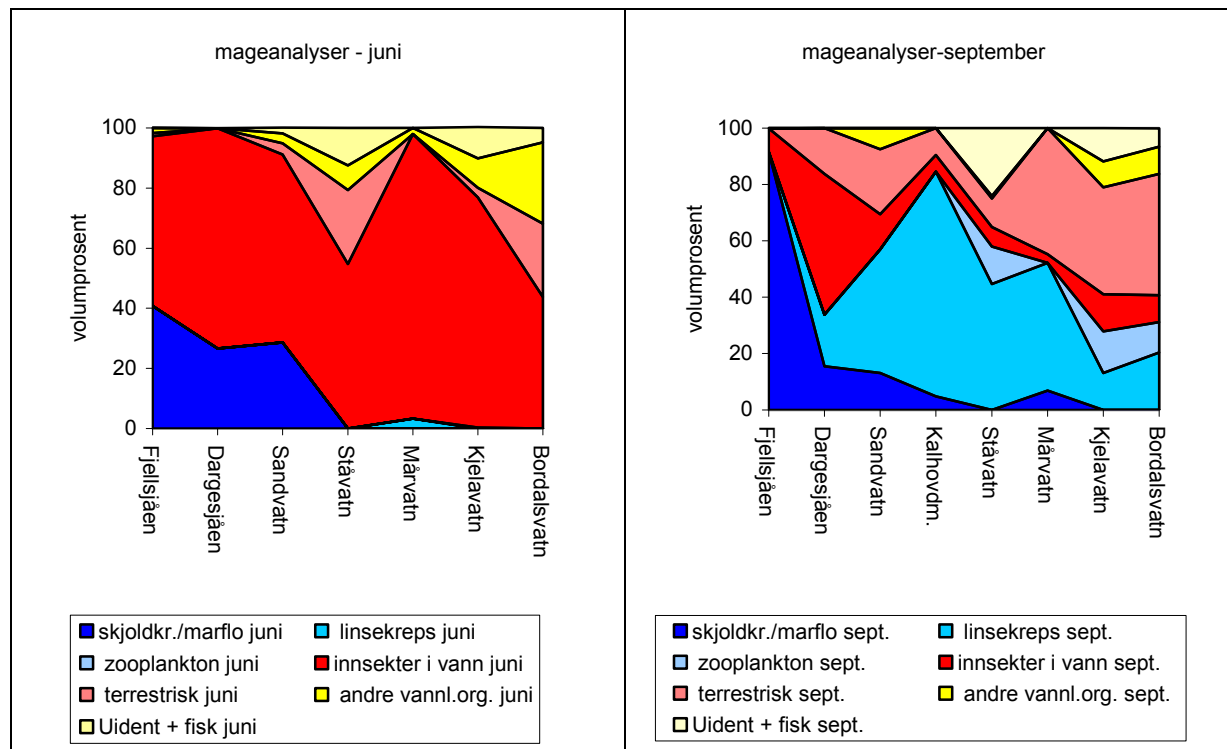 mageanalyser - juni
100
80
60
40
20
0
volumprosent
Fjellsjåen
Dargesjåen
Sandvatn
Ståvatn
Mårvatn
Kjelavatn
Bordalsvatn
skjoldkr./marflo juni
linsekreps juni
zooplankton juni
innsekter i vann juni
terrestrisk juni
andre vannl.org. juni
Uident + fisk juni
mageanalyser-september
100
80
60
40
20
0
volumprosent
Fjellsjåen
Dargesjåen
Sandvatn
Kalhovdm.
Ståvatn
Mårvatn
Kjelavatn
Bordalsvatn
skjoldkr./marflo sept.
linsekreps sept.
zooplankton sept.
innsekter i vann sept.
terrestrisk sept.
andre vannl.org. sept.
Uident + fisk sept.